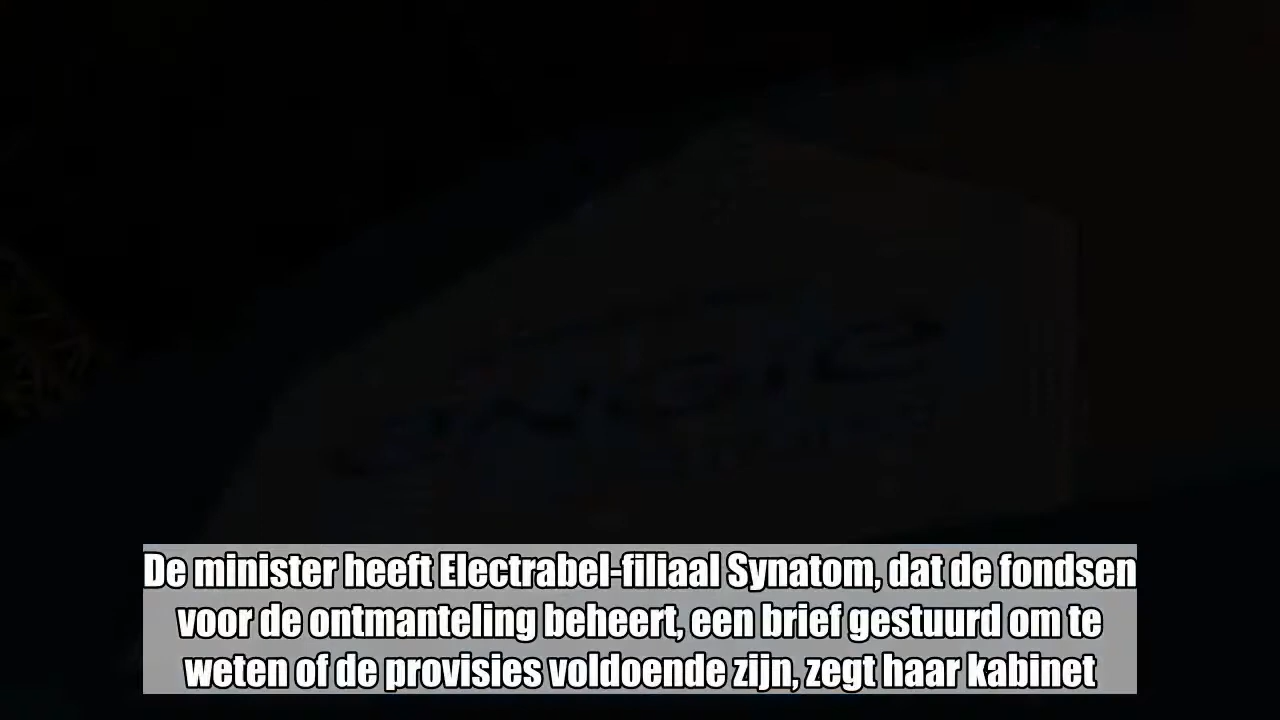 De minister heeft Electrabel-filiaal Synatom, dat de fondsen
voor de ontmanteling beheert, een brief gestuurd om te
weten of de provisies voldoende zijn, zegt haar kabinet